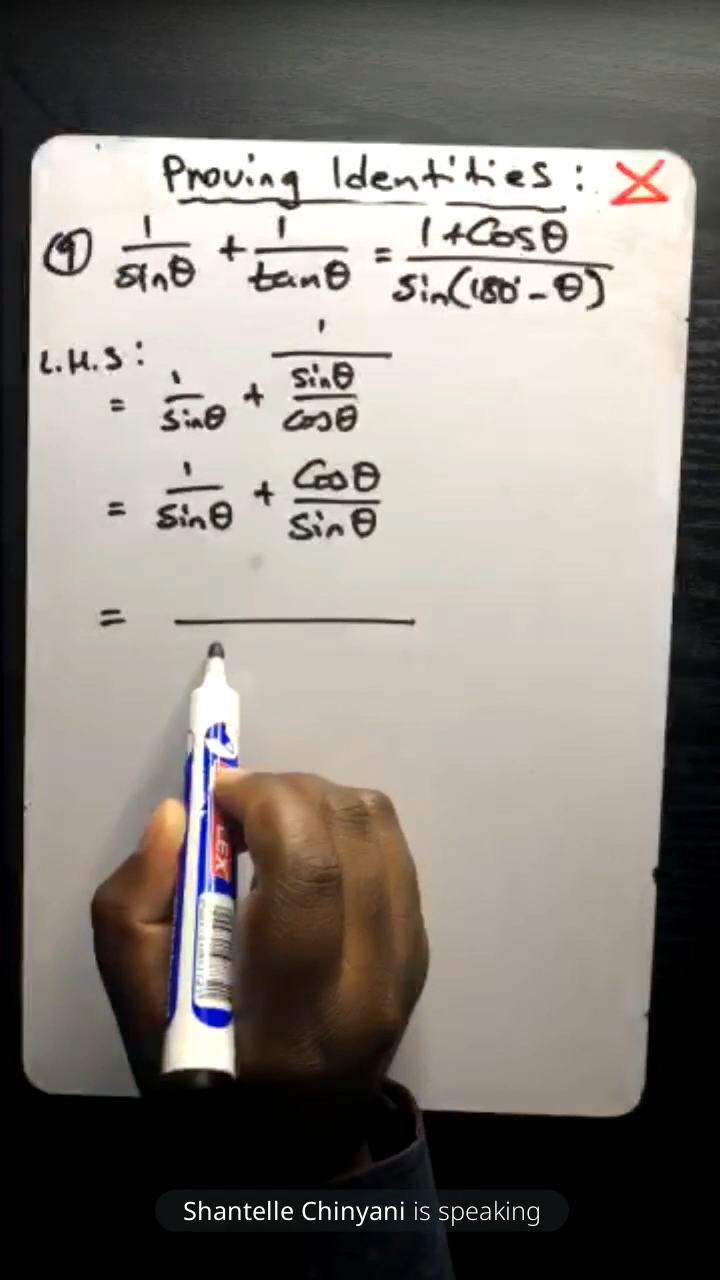 Proving Identities:
① 1/sinθ + 1/tanθ = 1+Cosθ/sin(180°-θ)
L.H.S:
= 1/sinθ + 1/(sinθ/cosθ)
= 1/sinθ + Cosθ/sinθ
=
LEX
Shantelle Chinyani is speaking